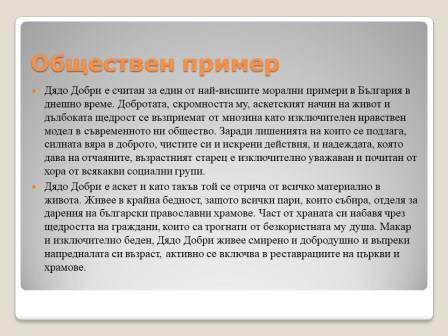 Обществен пример
Дядо Добри е считан за един от най-висшите морални примери в България в
днешно време. Добротата, скромността му, аскетският начин на живот и
дълбоката щедрост се възприемат от мнозина като изключителен нравствен
модел в съвременното ни общество. Заради лишенията на които се подлага,
силната вяра в доброто, чистите си и искрени действия, и надеждата, която
дава на отчаяните, възрастният старец е изключително уважаван и почитан от
хора от всякакви социални групи.
Дядо Добри е аскет и като такъв той се отрича от всичко материално в
живота. Живее в крайна бедност, защото всички пари, които събира, отделя за
дарения на български православни храмове. Част от храната си набавя чрез
щедростта на граждани, които са трогнати от безкористната му душа. Макар
и изключително беден, Дядо Добри живее смирено и добродушно и въпреки
напредналата си възраст, активно се включва в реставрациите на църкви и
храмове.